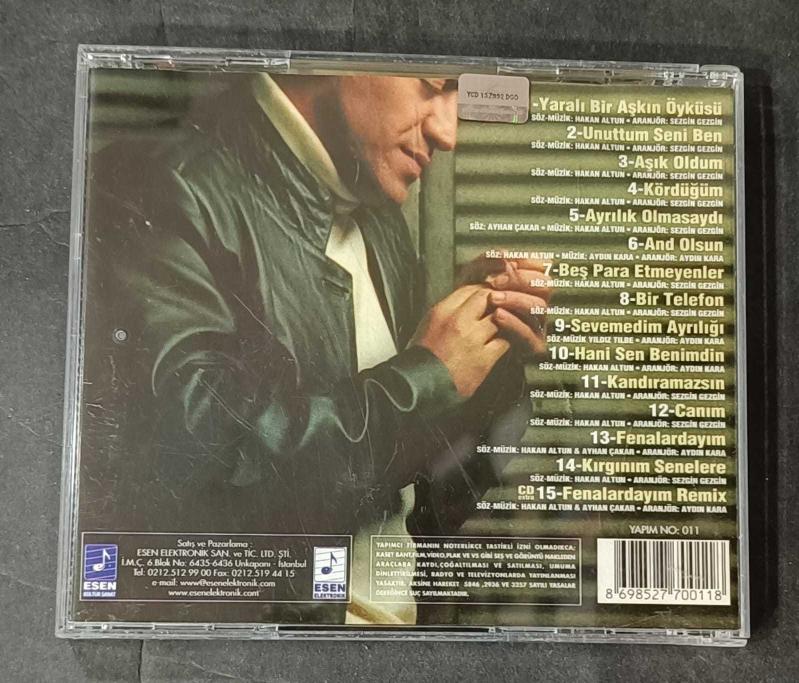 YCD
DGO
-Yaralı Bir Aşkın Öyküsü
SÖZ-MÜZİK: HAKAN ALTUN • ARANJÖR: SEZGİN GEZGİN
2-Unuttum Seni Ben
SÖZ-MÜZİK: HAKAN ALTUN • ARANJÖR: SEZGİN GEZGİN
3-Aşık Oldum
SÖZ-MÜZİK: HAKAN ALTUN • ARANJÖR: SEZGİN GEZGİN
4-Kördüğüm
SÖZ-MÜZİK: HAKAN ALTUN • ARANJÖR: SEZGİN GEZGİN
5-Ayrılık Olmasaydı
SÖZ: AYHAN ÇAKAR • MÜZİK: HAKAN ALTUN • ARANJÖR: SEZGİN GEZGİN
6-And Olsun
SÖZ: HAKAN ALTUN • MÜZİK: AYDIN KARA • ARANJÖR: AYDIN KARA
7-Beş Para Etmeyenler
SÖZ-MÜZİK: HAKAN ALTUN • ARANJÖR: SEZGİN GEZGİN
8-Bir Telefon
SÖZ-MÜZİK: HAKAN ALTUN • ARANJÖR: SEZGİN GEZGİN
9-Sevemedim Ayrılığı
SÖZ-MÜZİK YILDIZ TİLBE • ARANJÖR: AYDIN KARA
10-Hani Sen Benimdin
SÖZ-MÜZİK: HAKAN ALTUN • ARANJÖR: AYDIN KARA
11-Kandıramazsın
SÖZ-MÜZİK: HAKAN ALTUN • ARANJÖR: SEZGİN GEZGİN
12-Canım
SÖZ-MÜZİK: HAKAN ALTUN • ARANJÖR: SEZGİN GEZGİN
13-Fenalardayım
SÖZ-MÜZİK: HAKAN ALTUN & AYHAN ÇAKAR • ARANJÖR: AYDIN KARA
14-Kırgınım Senelere
SÖZ-MÜZİK: HAKAN ALTUN • ARANJÖR: SEZGİN GEZGİN
CD extra 15-Fenalardayım Remix
SÖZ-MÜZİK: HAKAN ALTUN & AYHAN ÇAKAR • ARANJÖR: AYDIN KARA
YAPIM NO: 011
ESEN
KÜLTÜR SANAT
Satış ve Pazarlama :
ESEN ELEKTRONİK SAN. ve TİC. LTD. ŞTİ.
İ.M.Ç. 6.Blok No: 6435-6436 Unkapanı - İstanbul
Tel: 0212.512 99 00 Fax: 0212.519 44 15
e-mail: www@esenelektronik.com
www.esenelektronik.com
ESEN
ELEKTRONİK
YAPIMCI FİRMANIN NOTERLİKÇE TASTİKLİ İZNİ OLMADIKCA,
KASET BANT,FİLM,VİDEO,PLAK VE VS GİBİ SES VE GÖRÜNTÜ NAKLEDEN
ARAÇLARA KAYDI,ÇOĞALTILMASI VE SATILMASI, UMUMA
DİNLETTİRİLMESİ, RADYO VE TELEVİZYONLARDA YAYINLANMASI
YASAKTIR. AKSİNE HAREKET 5846 ,2936 VE 3257 SAYILI YASALAR
GEREĞİNCE SUÇ SAYILMAKTADIR.
8 698527 700118